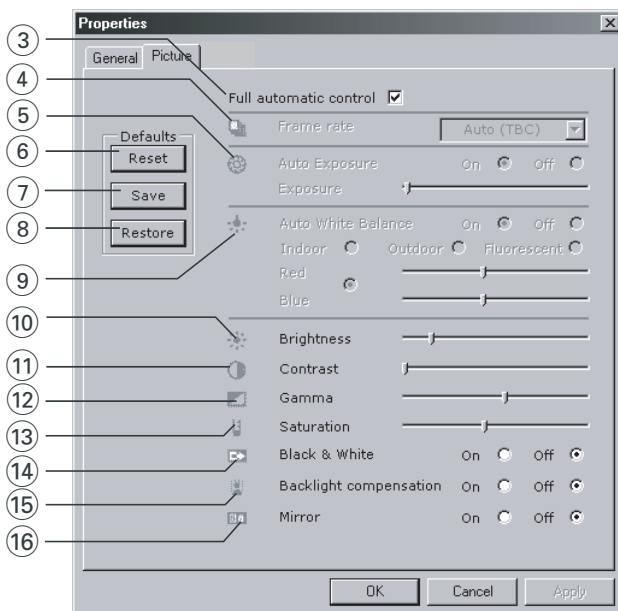 Properties
3
General Picture
4
Full automatic control
5
Frame rate Auto (TBC)
Defaults
6
Reset
Auto Exposure On Off
Exposure
7
Save
8
Restore
Auto White Balance On Off
Indoor Outdoor Fluorescent
9
Red
Blue
10
Brightness
11
Contrast
12
Gamma
13
Saturation
14
Black & White On Off
15
Backlight compensation On Off
16
Mirror On Off
OK Cancel Apply